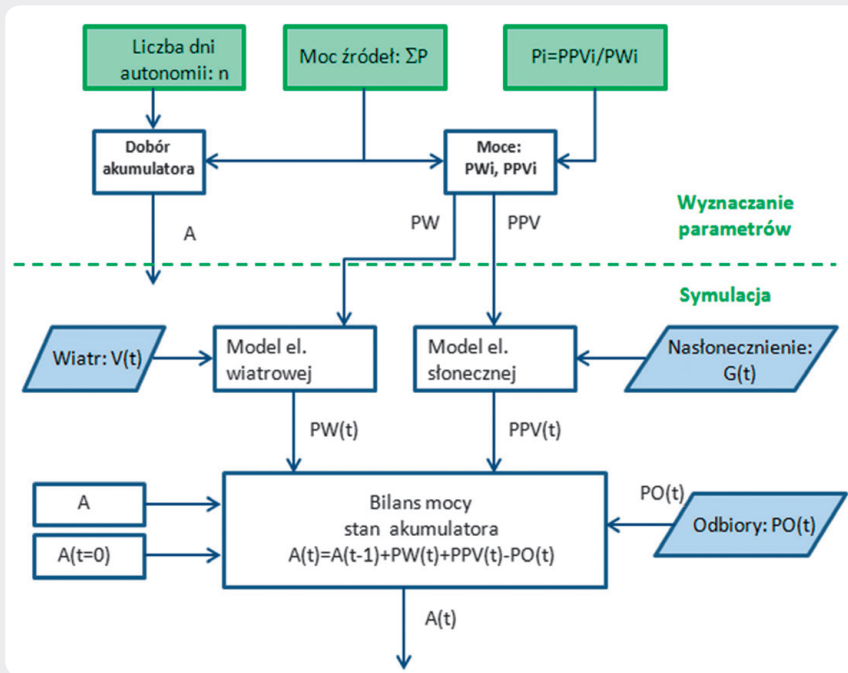 Liczba dni
autonomii: n
Moc źródeł: ΣP
Pi=PPVi/PWi
Dobór
akumulatora
Moce:
PWi, PPVi
A
PW
PPV
Wyznaczanie
parametrów
Symulacja
Wiatr: V(t)
Model el.
wiatrowej
Model el.
słonecznej
Nasłonecznienie:
G(t)
PW(t)
PPV(t)
A
A(t=0)
Bilans mocy
stan akumulatora
A(t)=A(t-1)+PW(t)+PPV(t)-PO(t)
PO(t)
Odbiory: PO(t)
A(t)